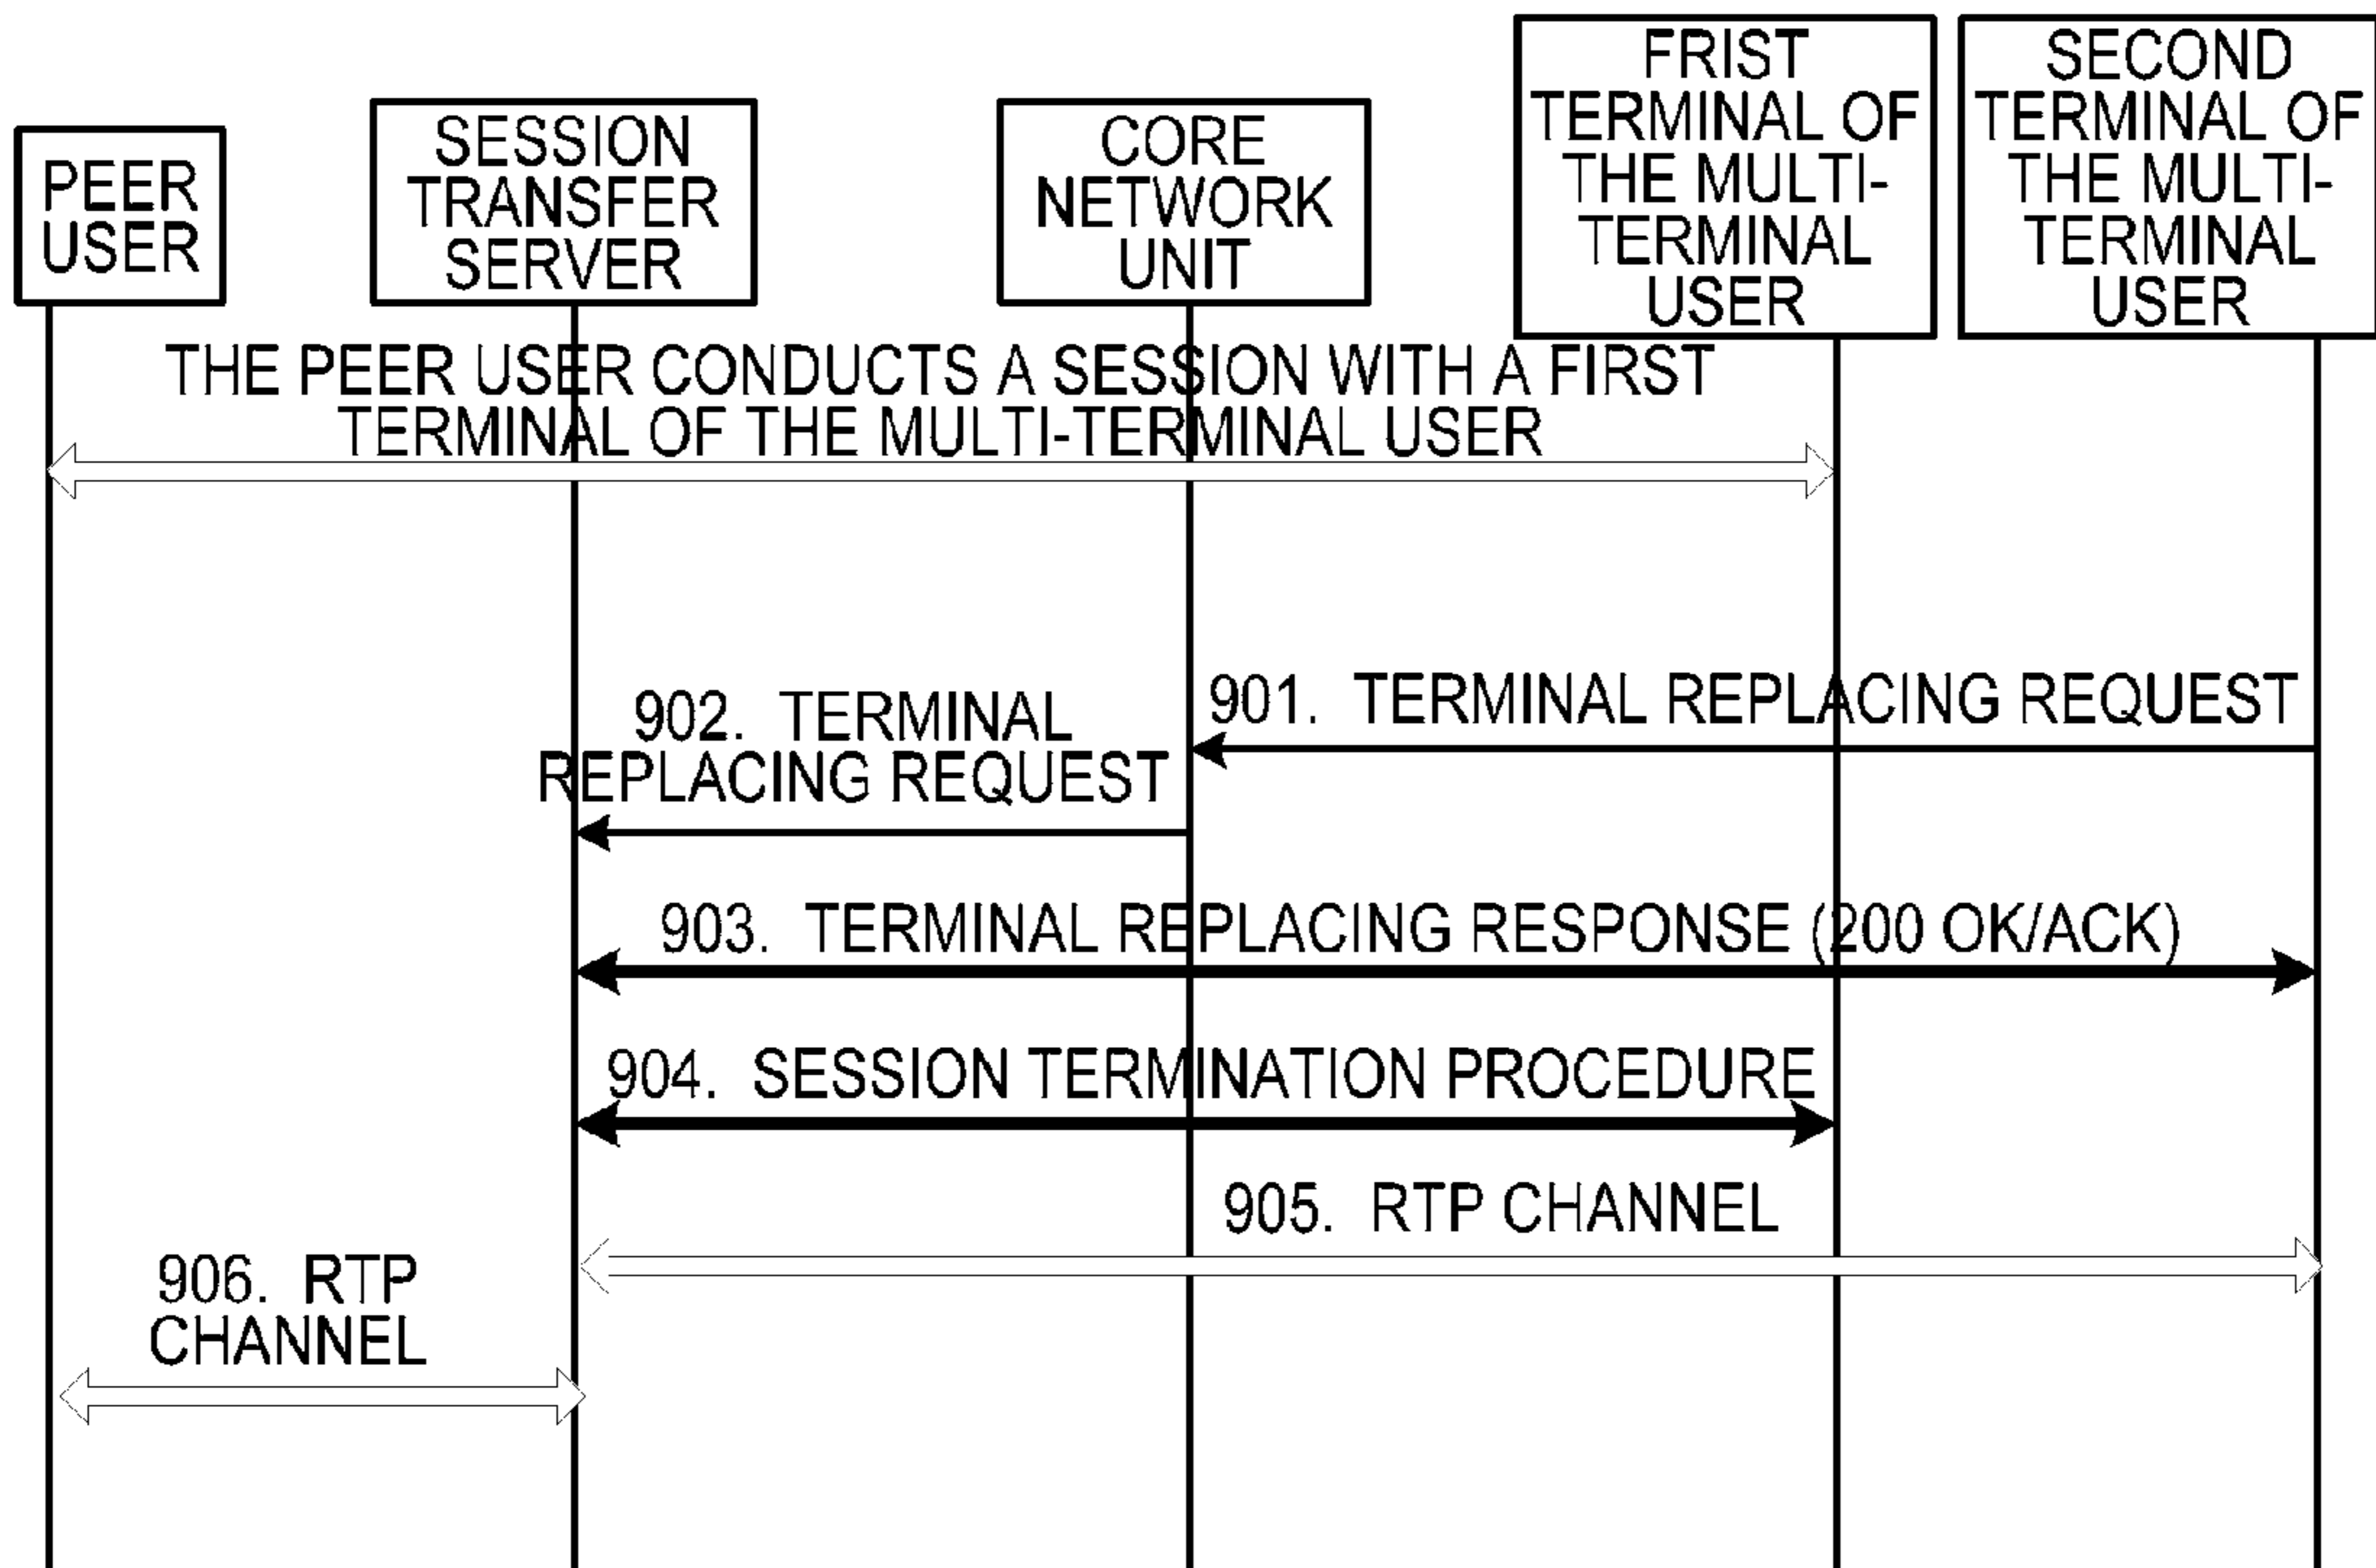 PEER
USER
SESSION
TRANSFER
SERVER
CORE
NETWORK
UNIT
FRIST
TERMINAL OF
THE MULTI-
TERMINAL
USER
SECOND
TERMINAL OF
THE MULTI-
TERMINAL
USER
THE PEER USER CONDUCTS A SESSION WITH A FIRST
TERMINAL OF THE MULTI-TERMINAL USER
901. TERMINAL REPLACING REQUEST
902. TERMINAL
REPLACING REQUEST
903. TERMINAL REPLACING RESPONSE (200 OK/ACK)
904. SESSION TERMINATION PROCEDURE
905. RTP CHANNEL
906. RTP
CHANNEL